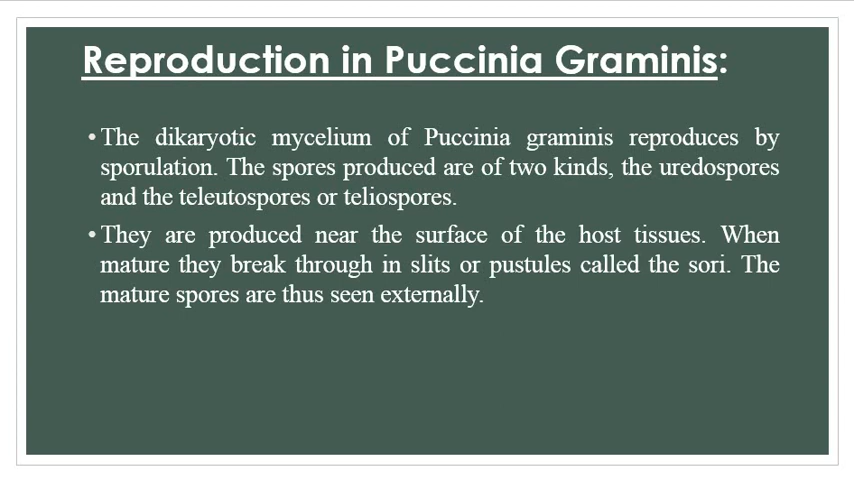 Reproduction in Puccinia Graminis:
•The dikaryotic mycelium of Puccinia graminis reproduces by
sporulation. The spores produced are of two kinds, the uredospores
and the teleutospores or teliospores.
•They are produced near the surface of the host tissues. When
mature they break through in slits or pustules called the sori. The
mature spores are thus seen externally.